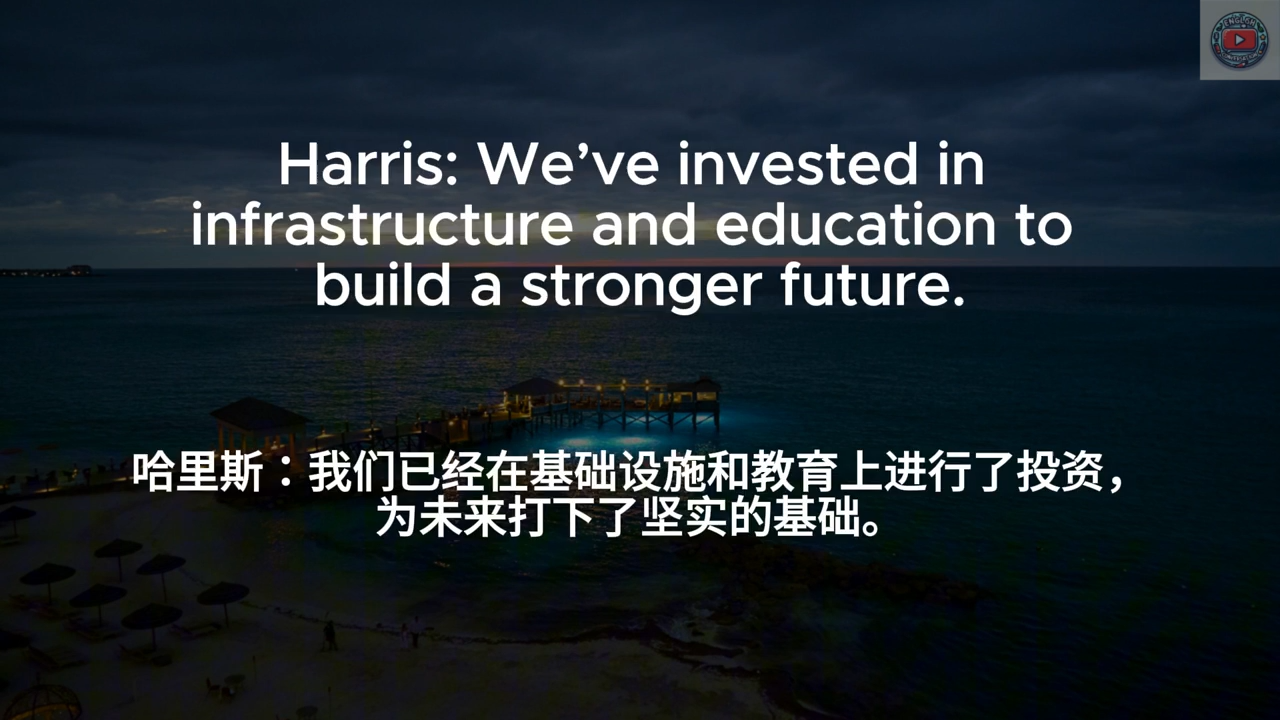 Harris: We’ve invested in
infrastructure and education to
build a stronger future.
哈里斯：我们已经在基础设施和教育上进行了投资，
为未来打下了坚实的基础。